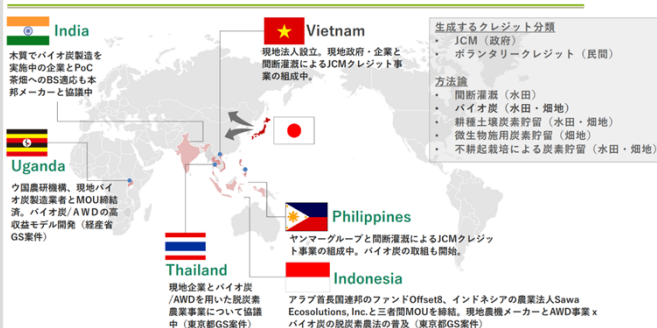 India
木質でバイオ炭製造を
実施中の企業とPoC
茶畑へのBS適応も本
邦メーカーと協議中
Vietnam
現地法人設立。現地政府・企業と
間断灌漑によるJCMクレジット事
業の組成中。
生成するクレジット分類
• JCM（政府）
• ボランタリークレジット（民間）
方法論
• 間断灌漑（水田）
• バイオ炭（水田・畑地）
• 耕種土壌炭素貯留（水田・畑地）
• 微生物施用炭素貯留（畑地）
• 不耕起栽培による炭素貯留（水田・畑地）
Uganda
ウ国農研機構、現地バイ
オ炭製造業者とMOU締結
済。バイオ炭/ＡＷＤの高
収益モデル開発（経産省
GS案件）
Thailand
現地企業とバイオ炭
/AWDを用いた脱炭素
農業事業について協議
中（東京都GS案件）
Philippines
ヤンマーグループと間断灌漑によるJCMクレジッ
ト事業の組成中。バイオ炭の取組も開始。
Indonesia
アラブ首長国連邦のファンドOffset8、インドネシアの農業法人Sawa
Ecosolutions, Inc.と三者間MOUを締結。現地農機メーカーとAWD事業 x
バイオ炭の脱炭素農法の普及（東京都GS案件）